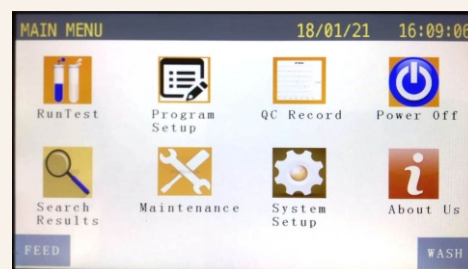 MAIN MENU 18/01/21 16:09:06
RunTest Program Setup QC Record Power Off
Search Results Maintenance System Setup About Us
FEED WASH